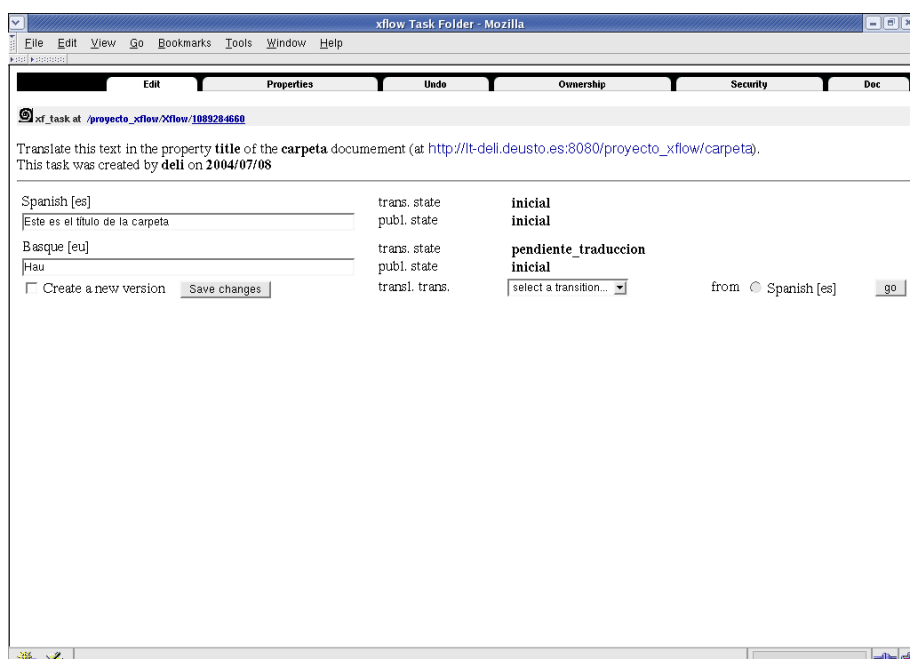 xflow Task Folder - Mozilla
File Edit View Go Bookmarks Tools Window Help
Edit Properties Undo Ownership Security Doc
xf_task at /proyecto_xflow/Xflow/1089284660
Translate this text in the property title of the carpeta documement (at http://lt-deli.deusto.es:8080/proyecto_xflow/carpeta).
This task was created by deli on 2004/07/08
Spanish [es] trans. state inicial
Este es el título de la carpeta publ. state inicial
Basque [eu] trans. state pendiente_traduccion
Hau publ. state inicial
Create a new version Save changes transl. trans. select a transition... from Spanish [es] go